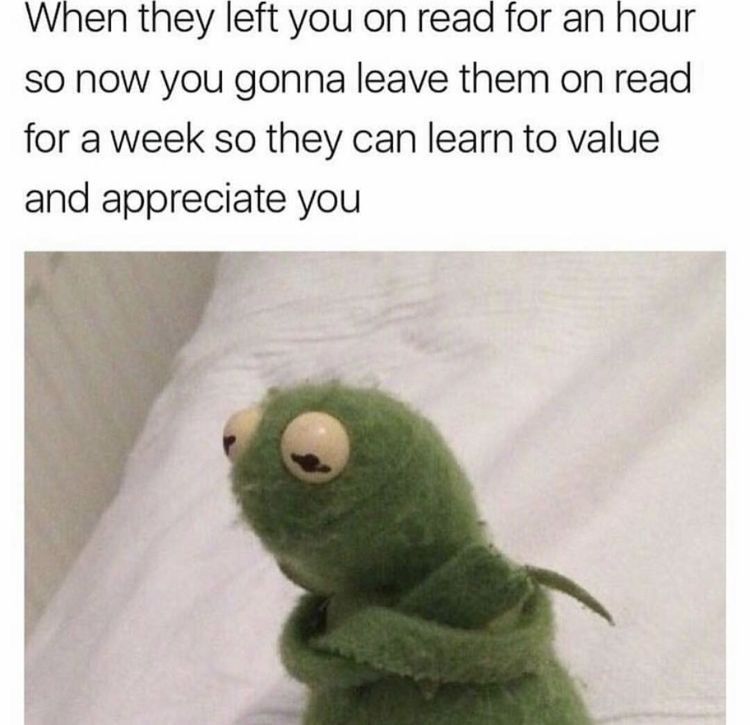 When they left you on read for an hour
so now you gonna leave them on read
for a week so they can learn to value
and appreciate you